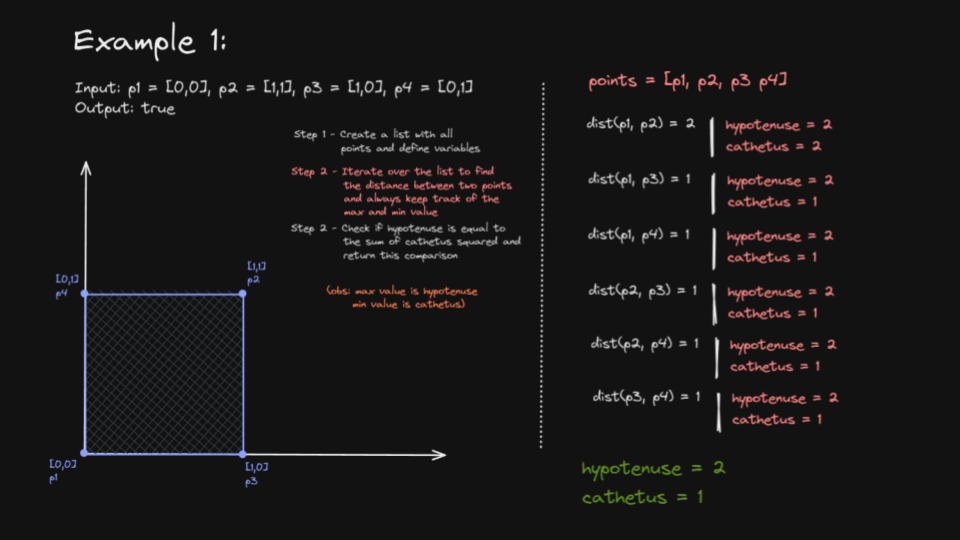 Example 1:
Input: p1 = [0,0], p2 = [1,1], p3 = [1,0], p4 = [0,1]
Output: true
Step 1 - Create a list with all
points and define variables
Step 2 - Iterate over the list to find
the distance between two points
and always keep track of the
max and min value
Step 2 - Check if hypotenuse is equal to
the sum of cathetus squared and
return this comparison
(obs: max value is hypotenuse
min value is cathetus)
[0,1]
p4
[1,1]
p2
[0,0]
p1
[1,0]
p3
points = [p1, p2, p3 p4]
dist(p1, p2) = 2
hypotenuse = 2
cathetus = 2
dist(p1, p3) = 1
hypotenuse = 2
cathetus = 1
dist(p1, p4) = 1
hypotenuse = 2
cathetus = 1
dist(p2, p3) = 1
hypotenuse = 2
cathetus = 1
dist(p2, p4) = 1
hypotenuse = 2
cathetus = 1
dist(p3, p4) = 1
hypotenuse = 2
cathetus = 1
hypotenuse = 2
cathetus = 1